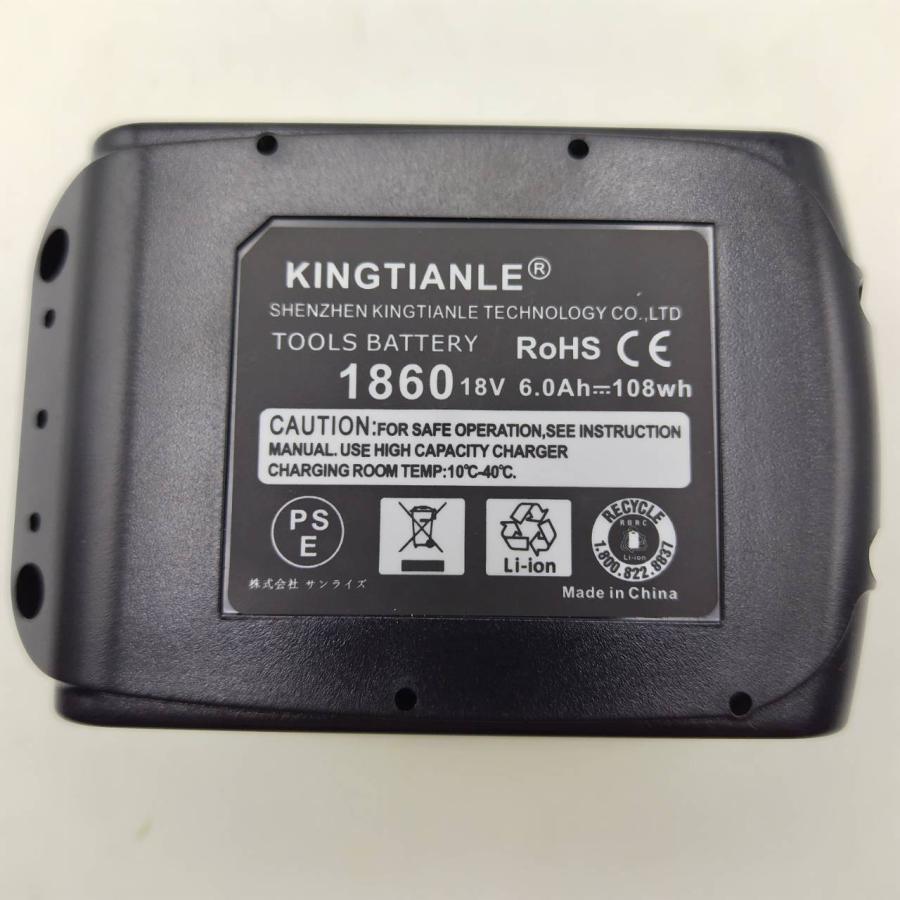 KINGTIANLE®
SHENZHEN KINGTIANLE TECHNOLOGY CO.,LTD
TOOLS BATTERY RoHS CE
1860 18V 6.0Ah⎓108wh
CAUTION:FOR SAFE OPERATION,SEE INSTRUCTION
MANUAL. USE HIGH CAPACITY CHARGER
CHARGING ROOM TEMP:10℃-40℃.
PS
E
株式会社 サンライズ
Li-ion
RECYCLE
RBRC
Li-ion
1.800.822.8837
Made in China